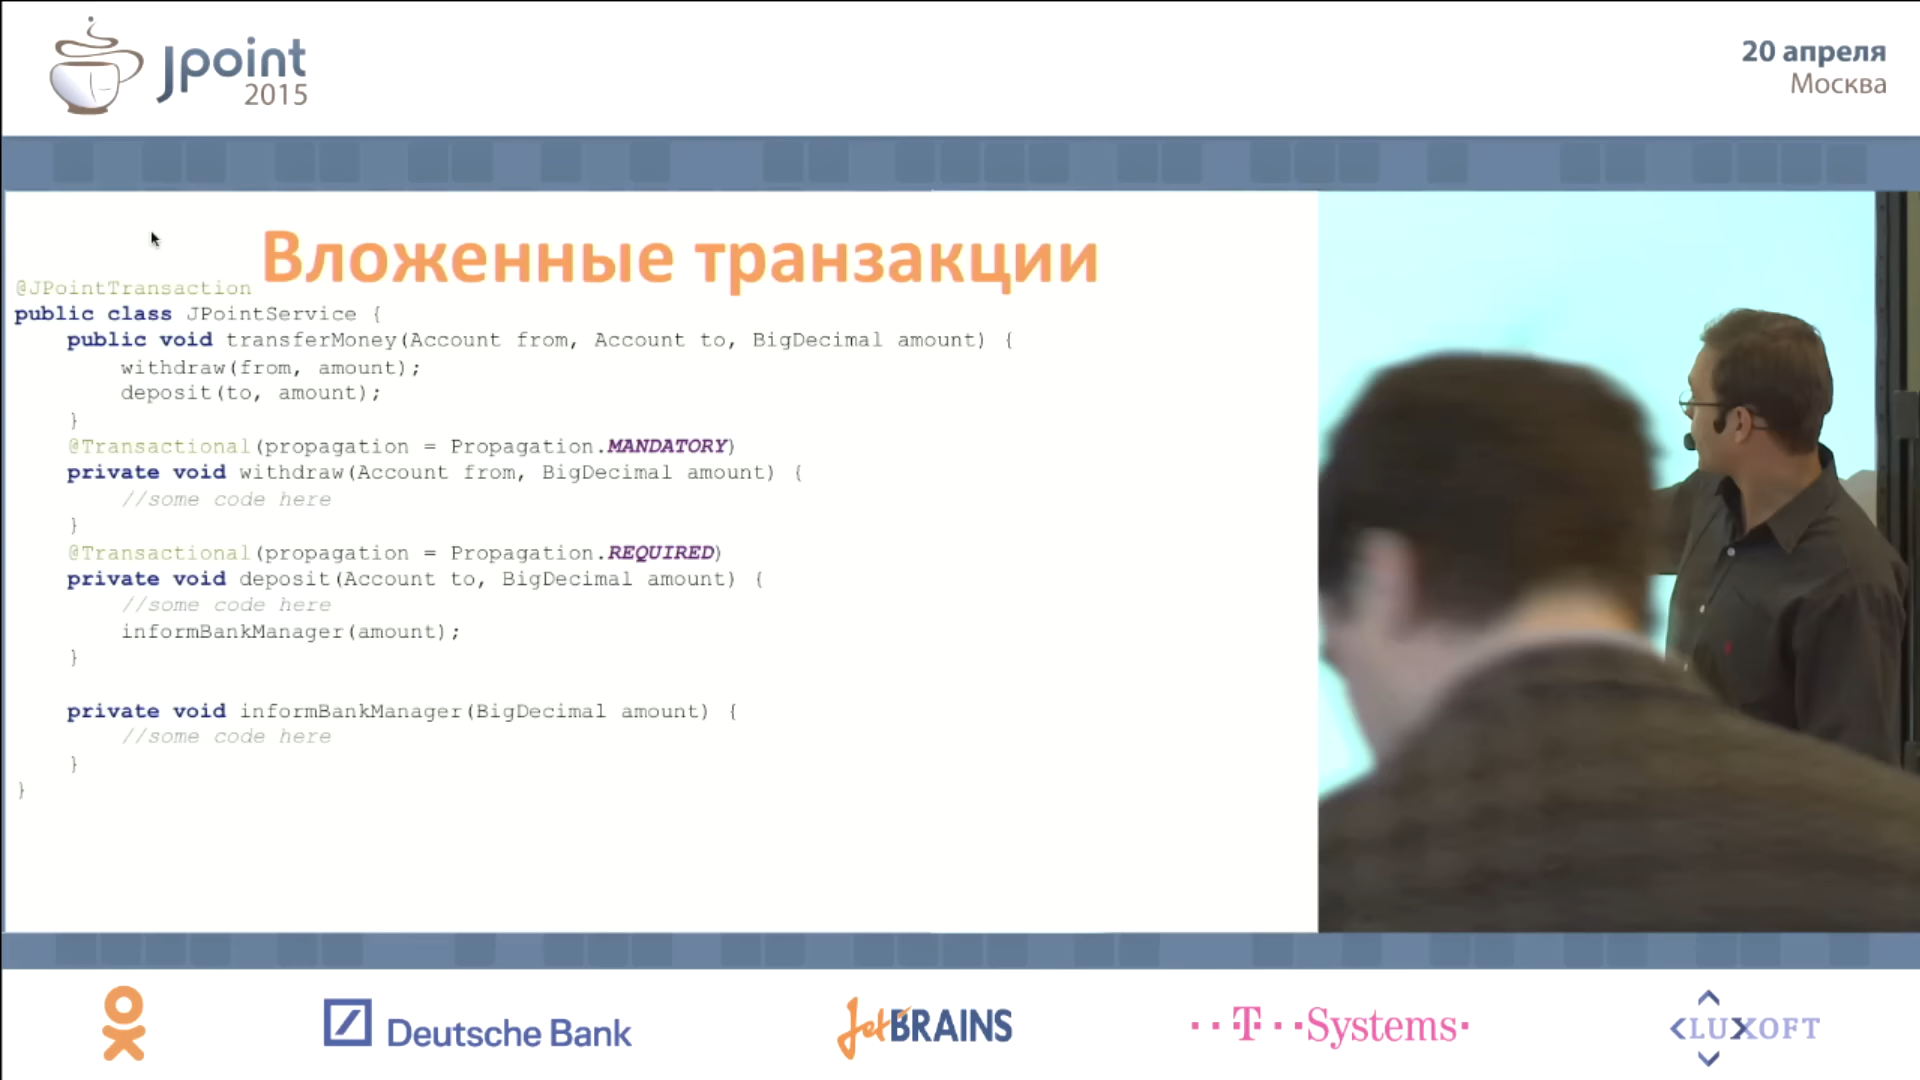 Jpoint
2015
20 апреля
Москва
Вложенные транзакции
@JPointTransaction
public class JPointService {
    public void transferMoney(Account from, Account to, BigDecimal amount) {
        withdraw(from, amount);
        deposit(to, amount);
    }
    @Transactional(propagation = Propagation.MANDATORY)
    private void withdraw(Account from, BigDecimal amount) {
        //some code here
    }
    @Transactional(propagation = Propagation.REQUIRED)
    private void deposit(Account to, BigDecimal amount) {
        //some code here
        informBankManager(amount);
    }
    private void informBankManager(BigDecimal amount) {
        //some code here
    }
}
Deutsche Bank
JetBRAINS
··T··Systems·
LUXOFT